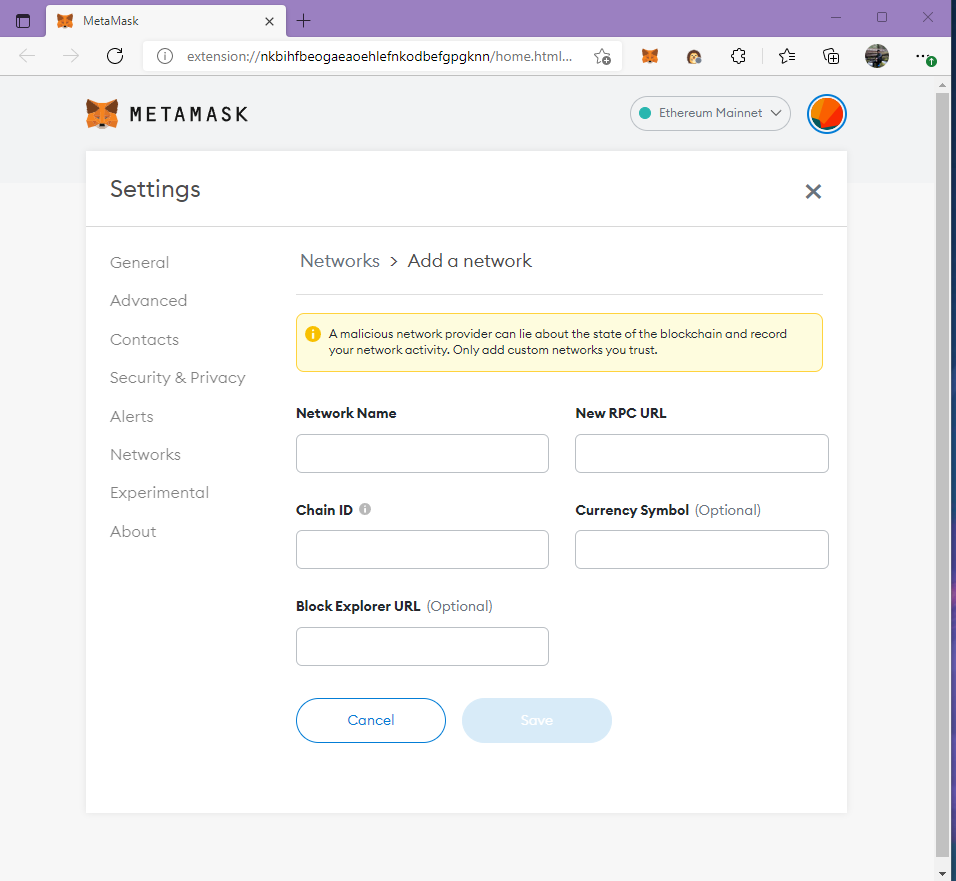 MetaMask
extension://nkbihfbeogaeaoehlefnkodbefgpgknn/home.html...
METAMASK
Ethereum Mainnet
Settings
General
Advanced
Contacts
Security & Privacy
Alerts
Networks
Experimental
About
Networks > Add a network
A malicious network provider can lie about the state of the blockchain and record
your network activity. Only add custom networks you trust.
Network Name
New RPC URL
Chain ID
Currency Symbol (Optional)
Block Explorer URL (Optional)
Cancel
Save